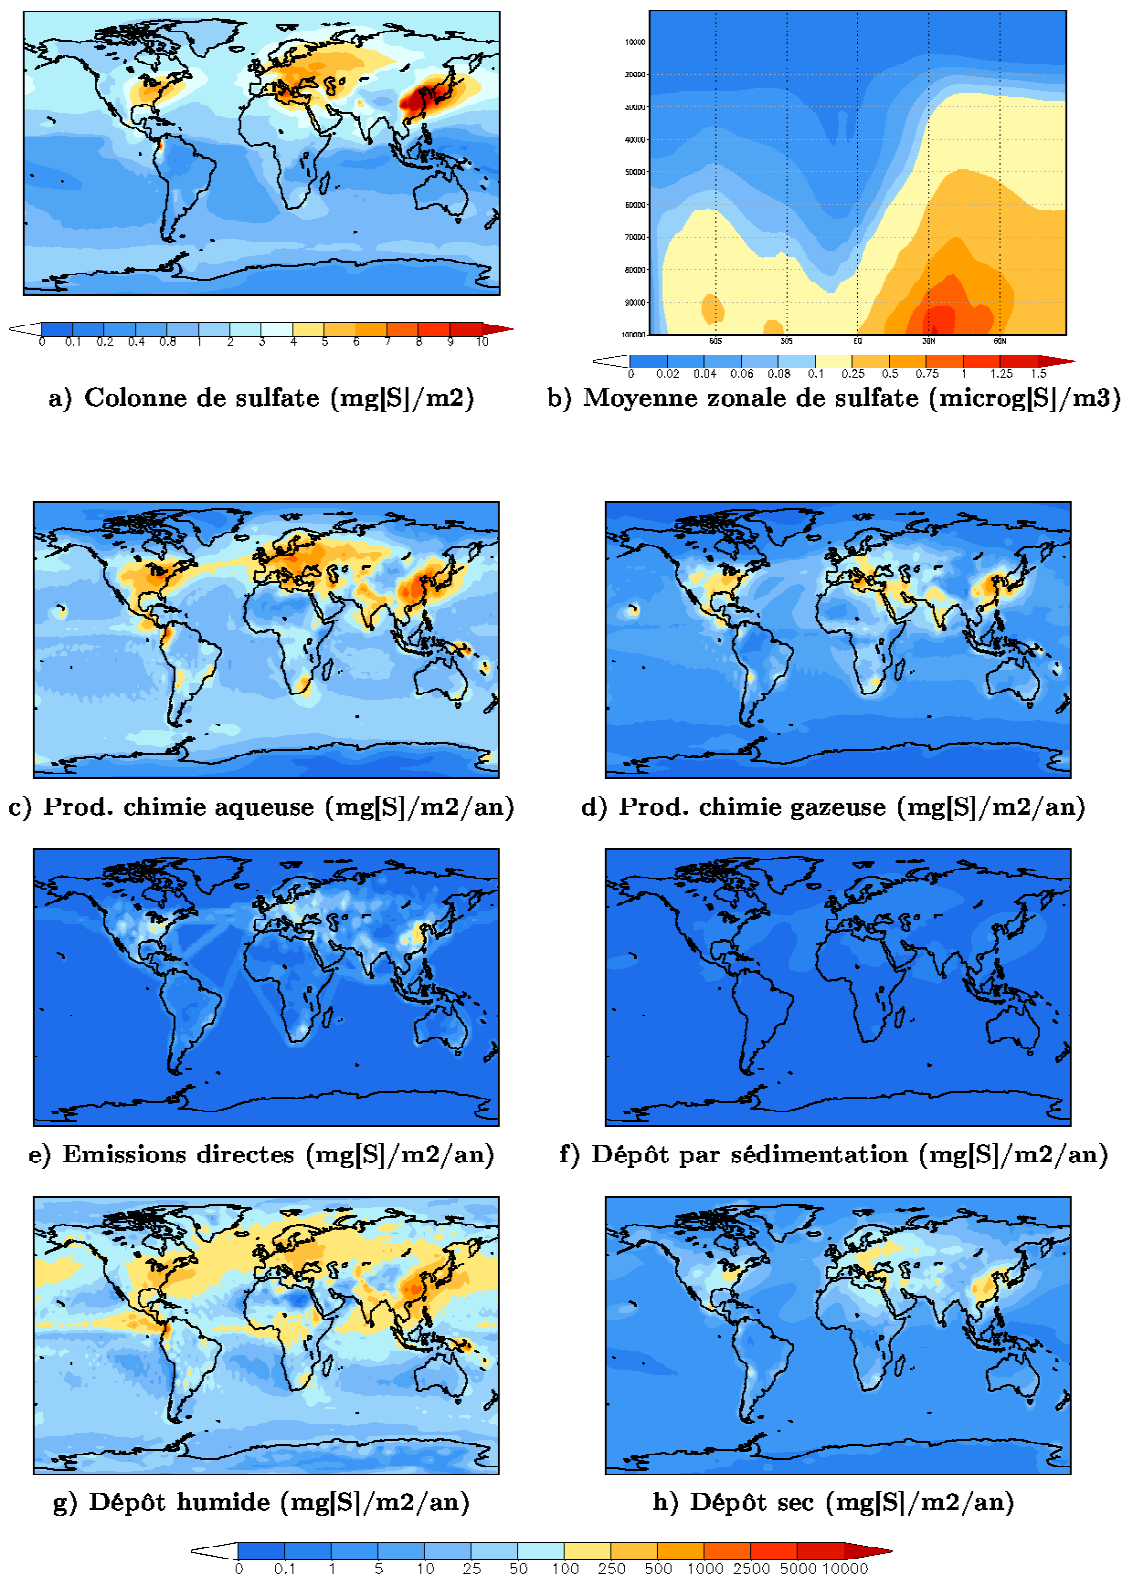 0 0.1 0.2 0.4 0.8 1 2 3 4 5 6 7 8 9 10
a) Colonne de sulfate (mg[S]/m2)
10000
20000
30000
40000
50000
60000
70000
80000
90000
100000
60S 30S EQ 30N 60N
0 0.02 0.04 0.06 0.08 0.1 0.25 0.5 0.75 1 1.25 1.5
b) Moyenne zonale de sulfate (microg[S]/m3)
c) Prod. chimie aqueuse (mg[S]/m2/an)
d) Prod. chimie gazeuse (mg[S]/m2/an)
e) Emissions directes (mg[S]/m2/an)
f) Dépôt par sédimentation (mg[S]/m2/an)
g) Dépôt humide (mg[S]/m2/an)
h) Dépôt sec (mg[S]/m2/an)
0 0.1 1 5 10 25 50 100 250 500 1000 2500 5000 10000